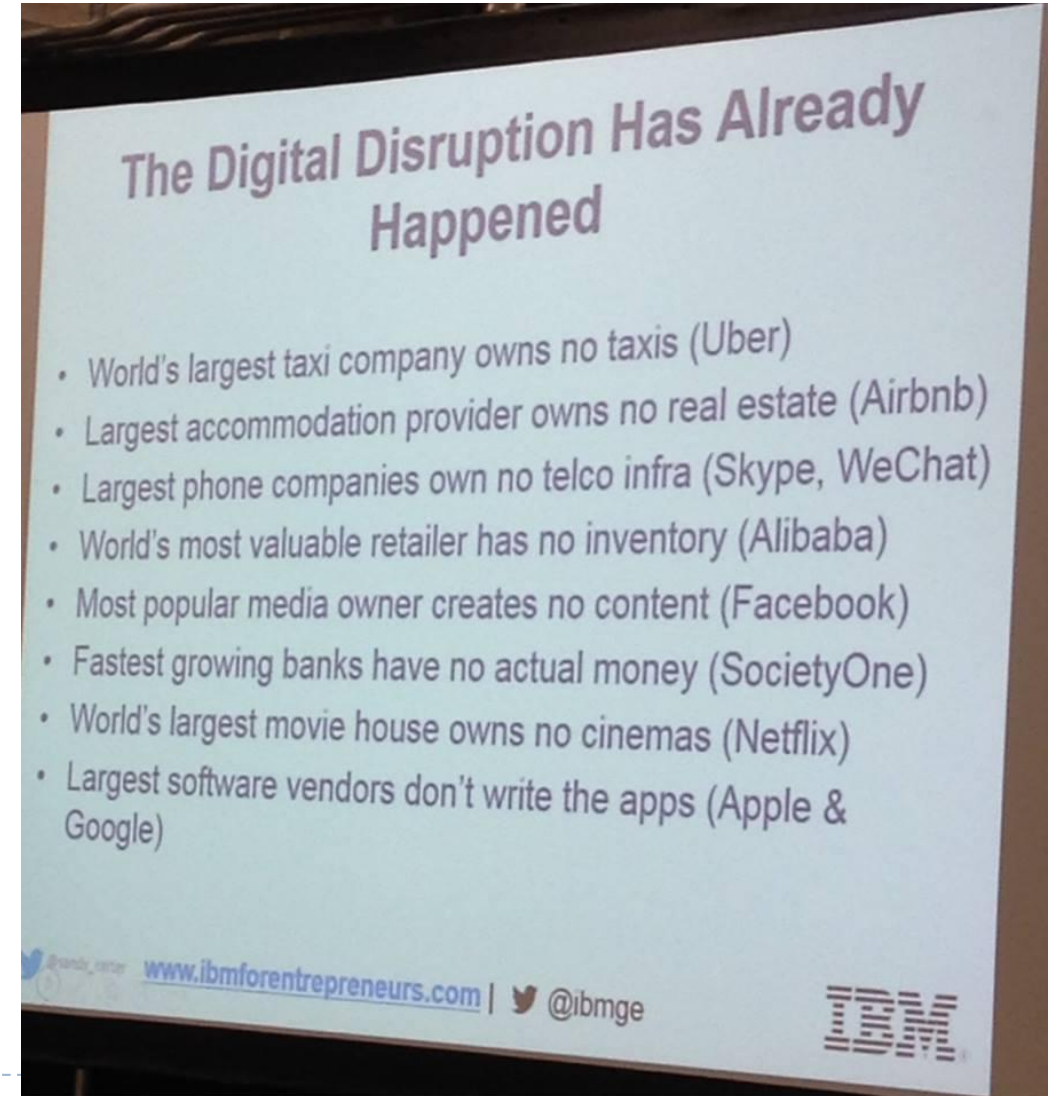 The Digital Disruption Has Already
Happened
• World's largest taxi company owns no taxis (Uber)
• Largest accommodation provider owns no real estate (Airbnb)
• Largest phone companies own no telco infra (Skype, WeChat)
• World's most valuable retailer has no inventory (Alibaba)
• Most popular media owner creates no content (Facebook)
• Fastest growing banks have no actual money (SocietyOne)
• World's largest movie house owns no cinemas (Netflix)
• Largest software vendors don't write the apps (Apple &
Google)
www.ibmforentrepreneurs.com | @ibmge
IBM